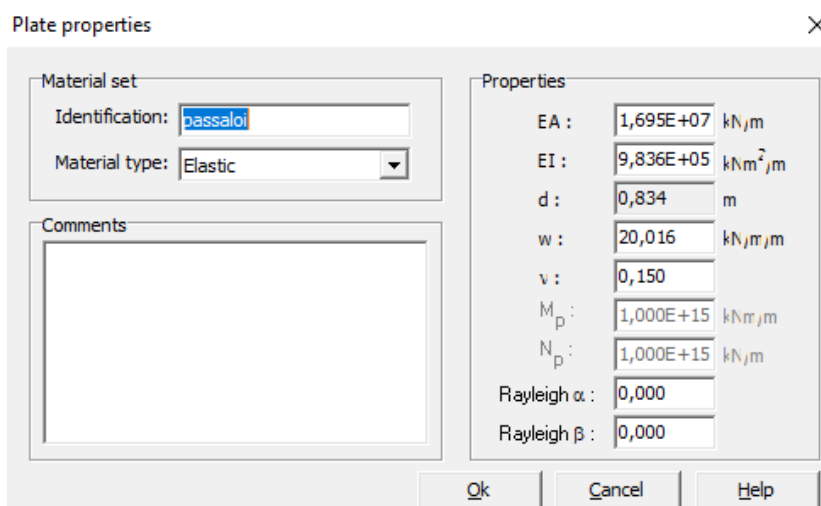 Plate properties
Material set
Identification: passaloi
Material type: Elastic
Comments
Properties
EA : 1,695E+07 kN/m
EI : 9,836E+05 kNm²/m
d : 0,834 m
w : 20,016 kN/m/m
ν : 0,150
Mp : 1,000E+15 kNm/m
Np : 1,000E+15 kN/m
Rayleigh α : 0,000
Rayleigh β : 0,000
Ok Cancel Help